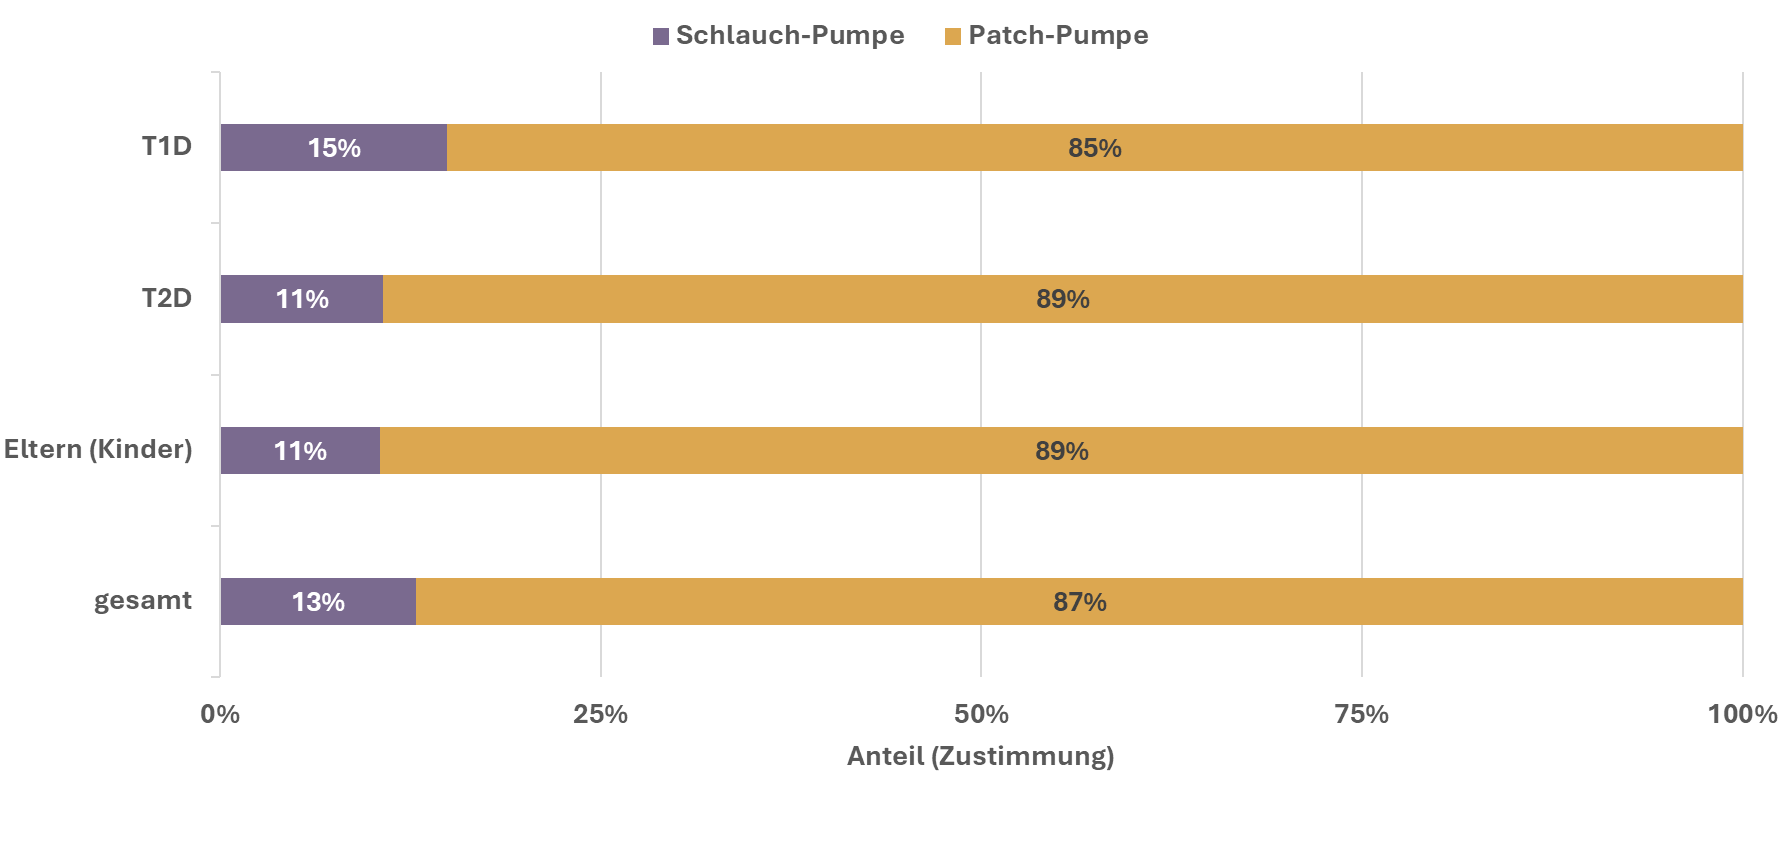 Schlauch-Pumpe Patch-Pumpe
T1D 15% 85%
T2D 11% 89%
Eltern (Kinder) 11% 89%
gesamt 13% 87%
0% 25% 50% 75% 100%
Anteil (Zustimmung)